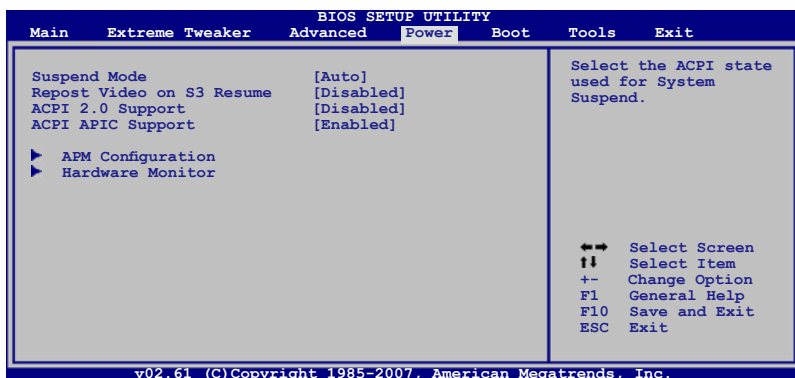 BIOS SETUP UTILITY
Main Extreme Tweaker Advanced Power Boot Tools Exit
Suspend Mode [Auto]
Repost Video on S3 Resume [Disabled]
ACPI 2.0 Support [Disabled]
ACPI APIC Support [Enabled]
APM Configuration
Hardware Monitor
Select the ACPI state
used for System
Suspend.
←→ Select Screen
↑↓ Select Item
+- Change Option
F1 General Help
F10 Save and Exit
ESC Exit
v02.61 (C)Copyright 1985-2007, American Megatrends, Inc.